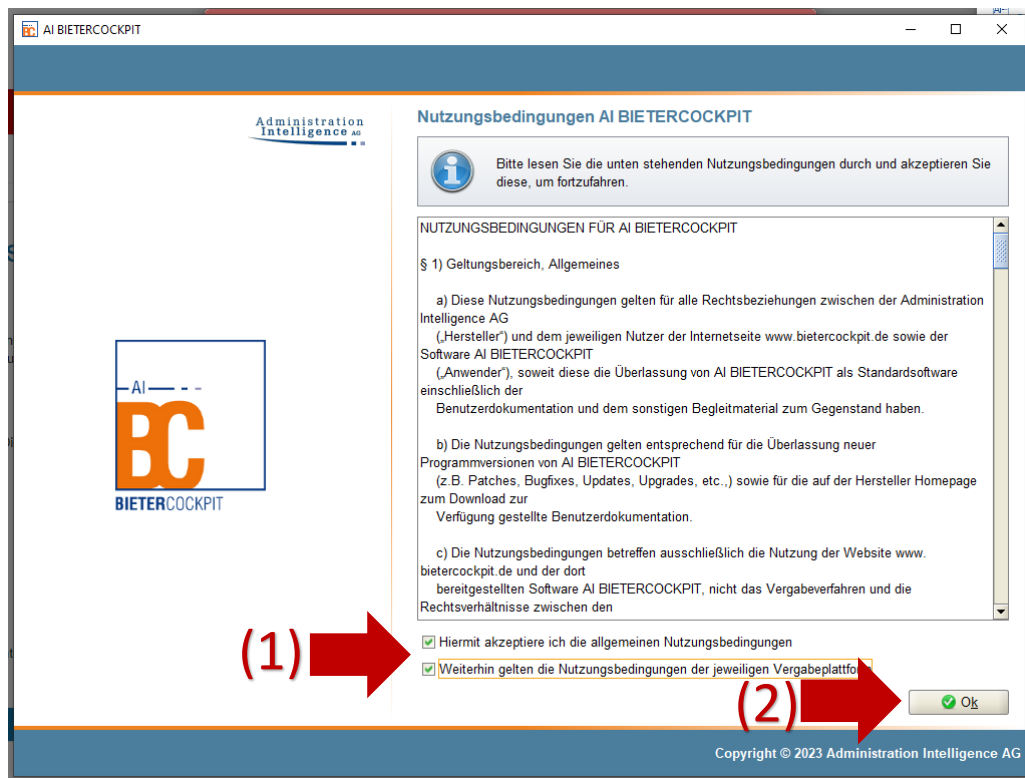 AI BIETERCOCKPIT
Administration
Intelligence AG
Nutzungsbedingungen AI BIETERCOCKPIT
Bitte lesen Sie die unten stehenden Nutzungsbedingungen durch und akzeptieren Sie
diese, um fortzufahren.
NUTZUNGSBEDINGUNGEN FÜR AI BIETERCOCKPIT
§ 1) Geltungsbereich, Allgemeines
a) Diese Nutzungsbedingungen gelten für alle Rechtsbeziehungen zwischen der Administration
Intelligence AG
(„Hersteller“) und dem jeweiligen Nutzer der Internetseite www.bietercockpit.de sowie der
Software AI BIETERCOCKPIT
(„Anwender“), soweit diese die Überlassung von AI BIETERCOCKPIT als Standardsoftware
einschließlich der
Benutzerdokumentation und dem sonstigen Begleitmaterial zum Gegenstand haben.
b) Die Nutzungsbedingungen gelten entsprechend für die Überlassung neuer
Programmversionen von AI BIETERCOCKPIT
(z.B. Patches, Bugfixes, Updates, Upgrades, etc.,) sowie für die auf der Hersteller Homepage
zum Download zur
Verfügung gestellte Benutzerdokumentation.
c) Die Nutzungsbedingungen betreffen ausschließlich die Nutzung der Website www.
bietercockpit.de und der dort
bereitgestellten Software AI BIETERCOCKPIT, nicht das Vergabeverfahren und die
Rechtsverhältnisse zwischen den
AI
BC
BIETERCOCKPIT
(1)
Hiermit akzeptiere ich die allgemeinen Nutzungsbedingungen
Weiterhin gelten die Nutzungsbedingungen der jeweiligen
(2)
Ok
Copyright © 2023 Administration Intelligence AG